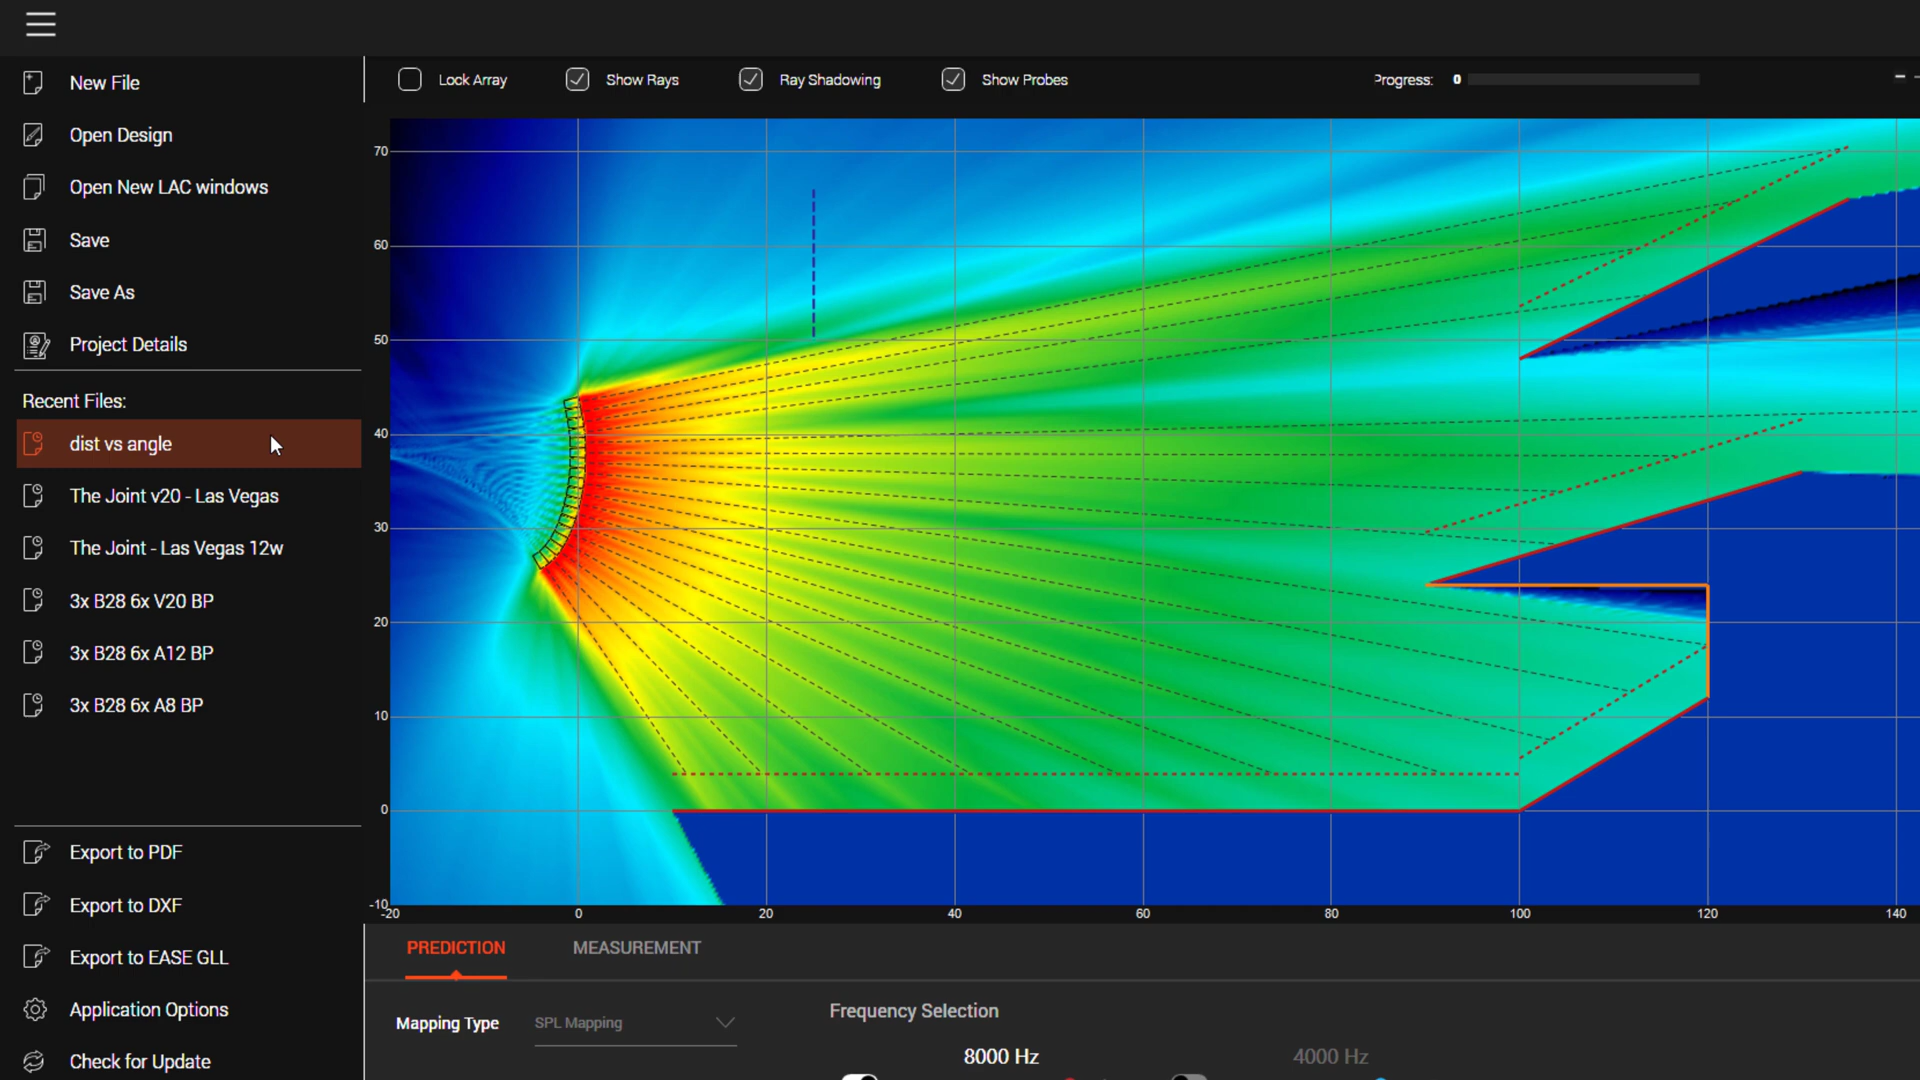 New File
Open Design
Open New LAC windows
Save
Save As
Project Details
Recent Files:
dist vs angle
The Joint v20 - Las Vegas
The Joint - Las Vegas 12w
3x B28 6x V20 BP
3x B28 6x A12 BP
3x B28 6x A8 BP
Export to PDF
Export to DXF
Export to EASE GLL
Application Options
Check for Update
Lock Array Show Rays Ray Shadowing Show Probes Progress: 0
70
60
50
40
30
20
10
0
-10
-20 0 20 40 60 80 100 120 140
PREDICTION MEASUREMENT
Mapping Type SPL Mapping
Frequency Selection
8000 Hz 4000 Hz